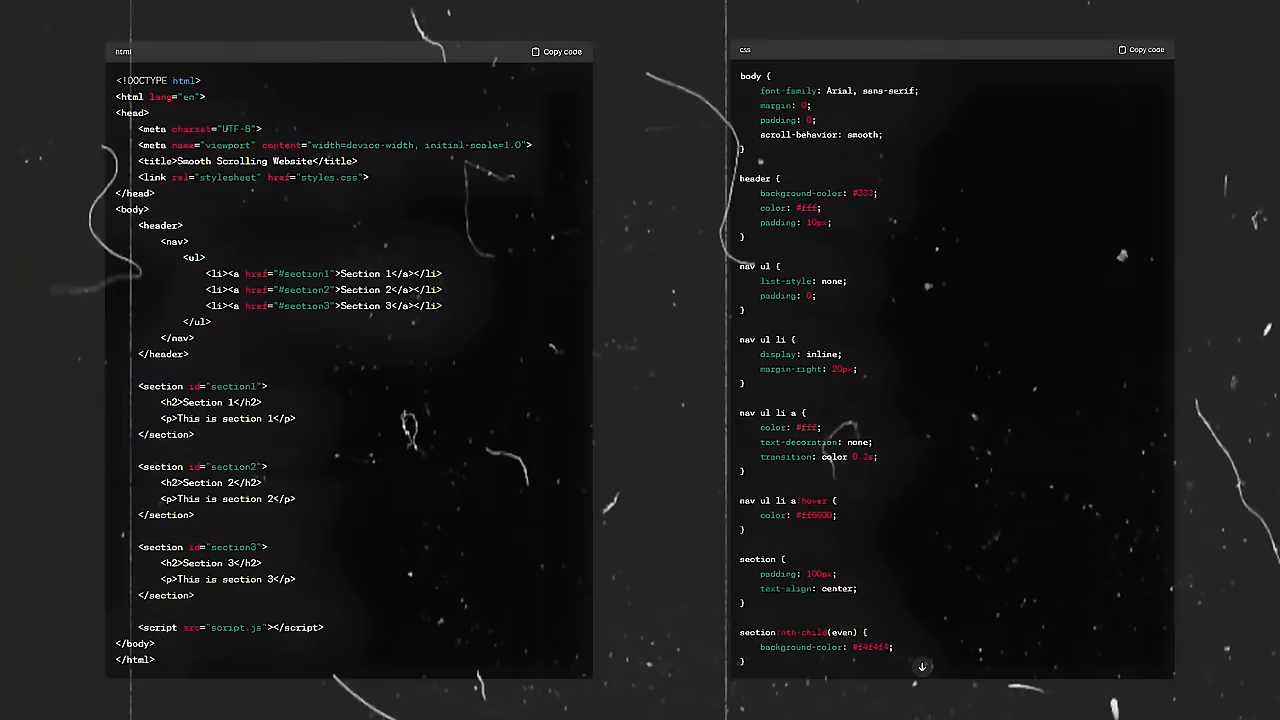 html
Copy code
<!DOCTYPE html>
<html lang="en">
<head>
<meta charset="UTF-8">
<meta name="viewport" content="width=device-width, initial-scale=1.0">
<title>Smooth Scrolling Website</title>
<link rel="stylesheet" href="styles.css">
</head>
<body>
<header>
<nav>
<ul>
<li><a href="#section1">Section 1</a></li>
<li><a href="#section2">Section 2</a></li>
<li><a href="#section3">Section 3</a></li>
</ul>
</nav>
</header>
<section id="section1">
<h2>Section 1</h2>
<p>This is section 1</p>
</section>
<section id="section2">
<h2>Section 2</h2>
<p>This is section 2</p>
</section>
<section id="section3">
<h2>Section 3</h2>
<p>This is section 3</p>
</section>
<script src="script.js"></script>
</body>
</html>
css
Copy code
body {
font-family: Arial, sans-serif;
margin: 0;
padding: 0;
scroll-behavior: smooth;
}
header {
background-color: #333;
color: #fff;
padding: 10px;
}
nav ul {
list-style: none;
padding: 0;
}
nav ul li {
display: inline;
margin-right: 20px;
}
nav ul li a {
color: #fff;
text-decoration: none;
transition: color 0.3s;
}
nav ul li a:hover {
color: #ff6600;
}
section {
padding: 100px;
text-align: center;
}
section:nth-child(even) {
background-color: #f4f4f4;
}